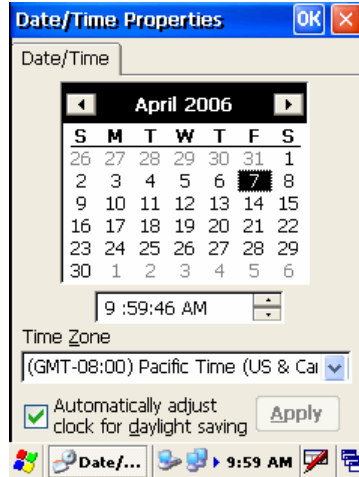 Date/Time Properties OK
Date/Time
April 2006
S M T W T F S
26 27 28 29 30 31 1
2 3 4 5 6 7 8
9 10 11 12 13 14 15
16 17 18 19 20 21 22
23 24 25 26 27 28 29
30 1 2 3 4 5 6
9 :59:46 AM
Time Zone
(GMT-08:00) Pacific Time (US & Ca
Automatically adjust
clock for daylight saving
Apply
Date/... 9:59 AM